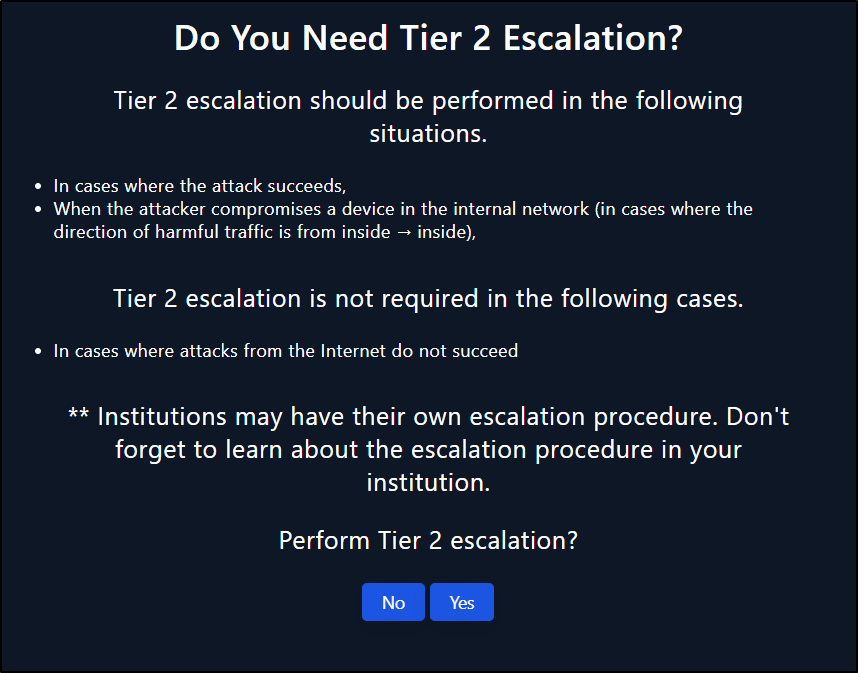 Do You Need Tier 2 Escalation?
Tier 2 escalation should be performed in the following
situations.
• In cases where the attack succeeds,
• When the attacker compromises a device in the internal network (in cases where the
direction of harmful traffic is from inside → inside),
Tier 2 escalation is not required in the following cases.
• In cases where attacks from the Internet do not succeed
** Institutions may have their own escalation procedure. Don't
forget to learn about the escalation procedure in your
institution.
Perform Tier 2 escalation?
No Yes